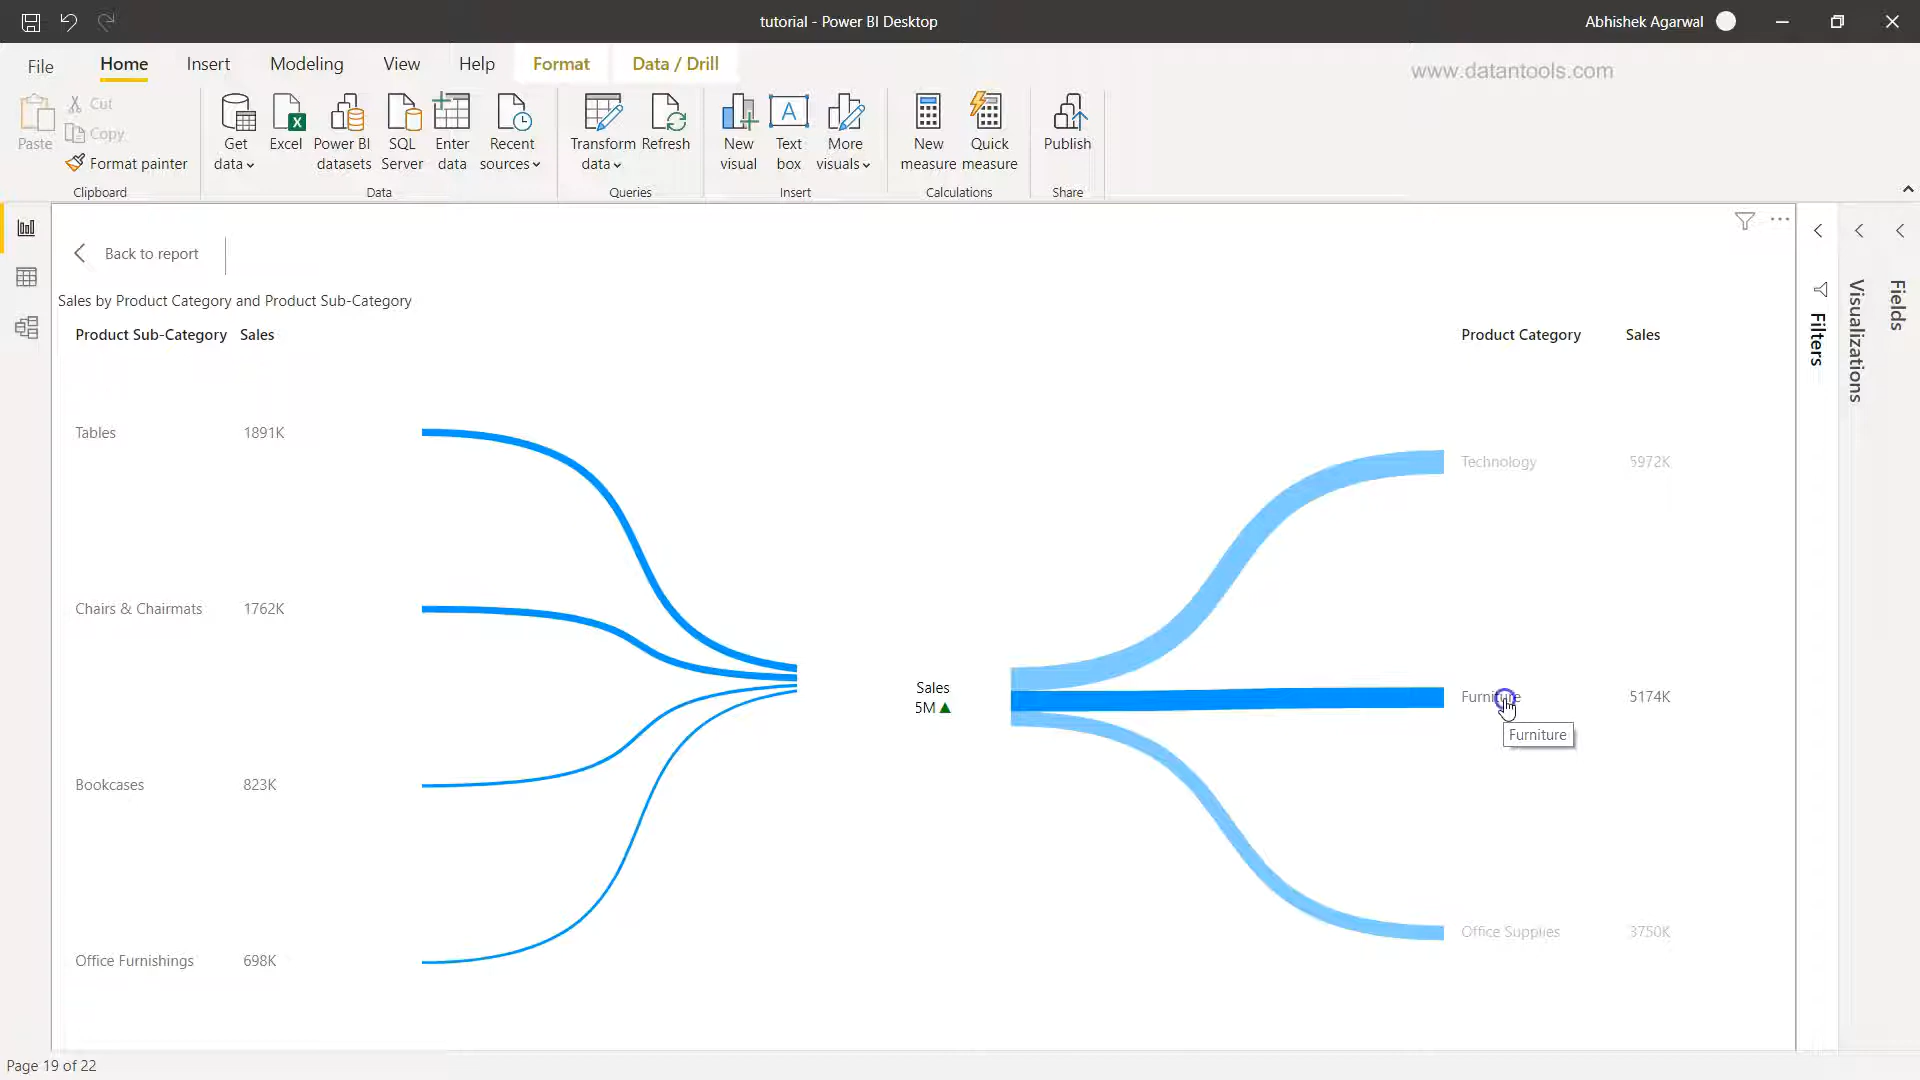 tutorial - Power BI Desktop
Abhishek Agarwal
File Home Insert Modeling View Help Format Data / Drill
www.datantools.com
Paste
Cut
Copy
Format painter
Clipboard
Get data
Excel
Power BI datasets
SQL Server
Enter data
Recent sources
Data
Transform data
Refresh
Queries
New visual
Text box
More visuals
Insert
New measure
Quick measure
Calculations
Publish
Share
Back to report
Sales by Product Category and Product Sub-Category
Product Sub-Category Sales
Product Category Sales
Tables 1891K
Technology 5972K
Chairs & Chairmats 1762K
Sales
5M
Furniture 5174K
Furniture
Bookcases 823K
Office Supplies 3750K
Office Furnishings 698K
Filters
Visualizations
Fields
Page 19 of 22